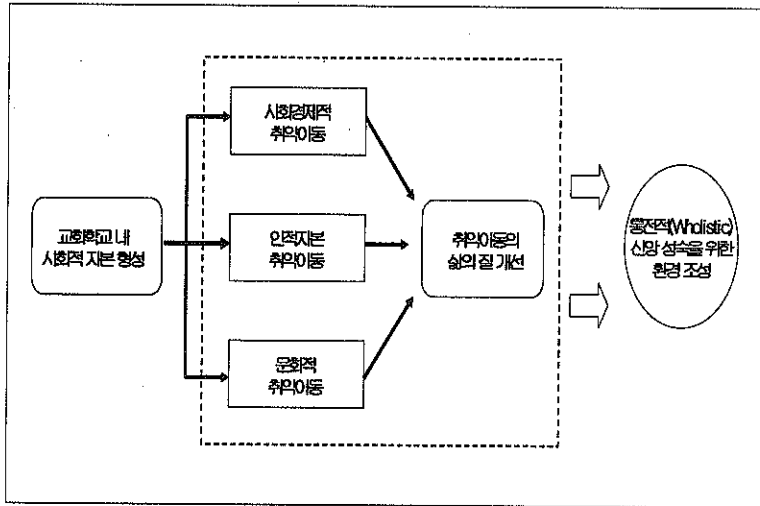 사회경제적
취약아동
교회학교 내
사회적 자본 형성
인적자본
취약아동
취약아동의
삶의 질 개선
통전적(Wholistic)
신앙 성숙을 위한
환경 조성
문화적
취약아동